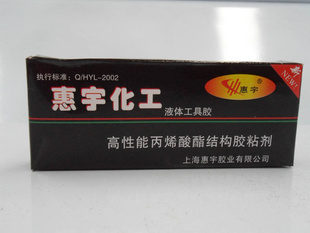 执行标准：Q/HYL-2002
惠宇
NEW!
惠宇化工
液体工具胶
高性能丙烯酸酯结构胶粘剂
上海惠宇胶业有限公司